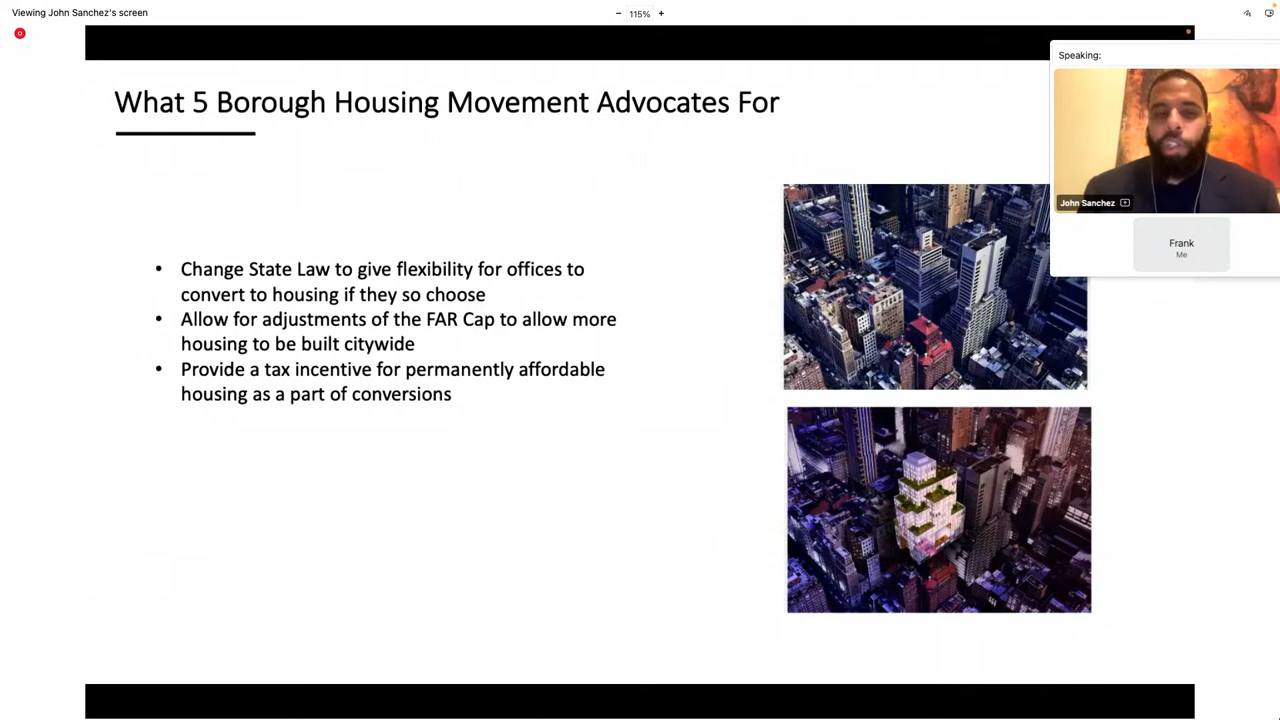 Viewing John Sanchez's screen
− 115% +
Speaking:
What 5 Borough Housing Movement Advocates For
John Sanchez
Frank
Me
• Change State Law to give flexibility for offices to
convert to housing if they so choose
• Allow for adjustments of the FAR Cap to allow more
housing to be built citywide
• Provide a tax incentive for permanently affordable
housing as a part of conversions